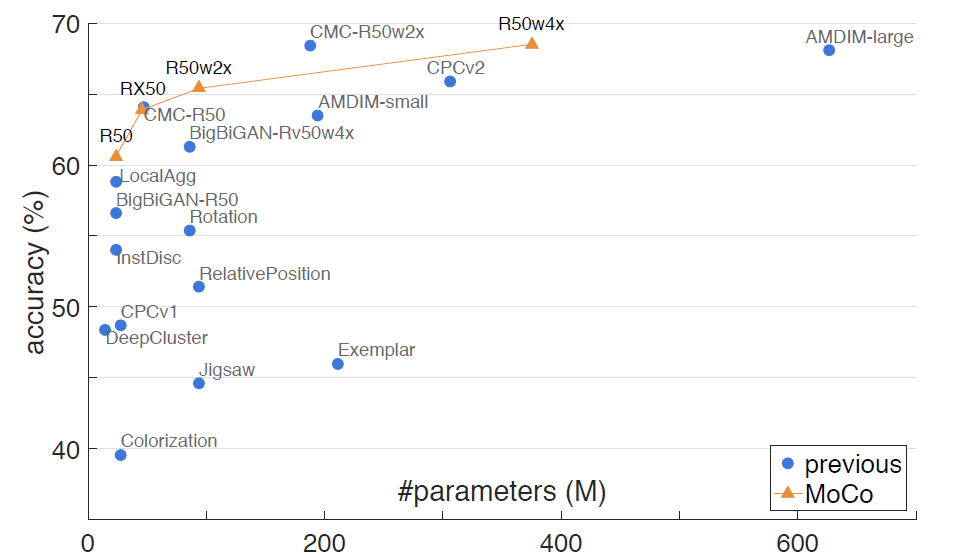 70
R50w4x
CMC-R50w2x
AMDIM-large
R50w2x
CPCv2
RX50
AMDIM-small
CMC-R50
R50
BigBiGAN-Rv50w4x
60
LocalAgg
BigBiGAN-R50
Rotation
InstDisc
RelativePosition
50
CPCv1
DeepCluster
Exemplar
Jigsaw
Colorization
40
accuracy (%)
#parameters (M)
previous
MoCo
0
200
400
600